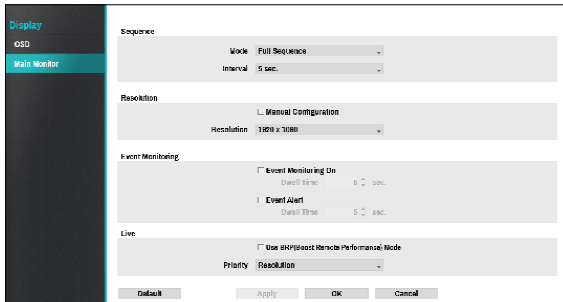 Display
OSD
Main Monitor
Sequence
Mode Full Sequence
Interval 5 sec.
Resolution
Manual Configuration
Resolution 1920 x 1080
Event Monitoring
Event Monitoring On
Dwell Time 5 sec.
Event Alert
Dwell Time 5 sec.
Live
Use BRP(Boost Remote Performance) Mode
Priority Resolution
Default Apply OK Cancel